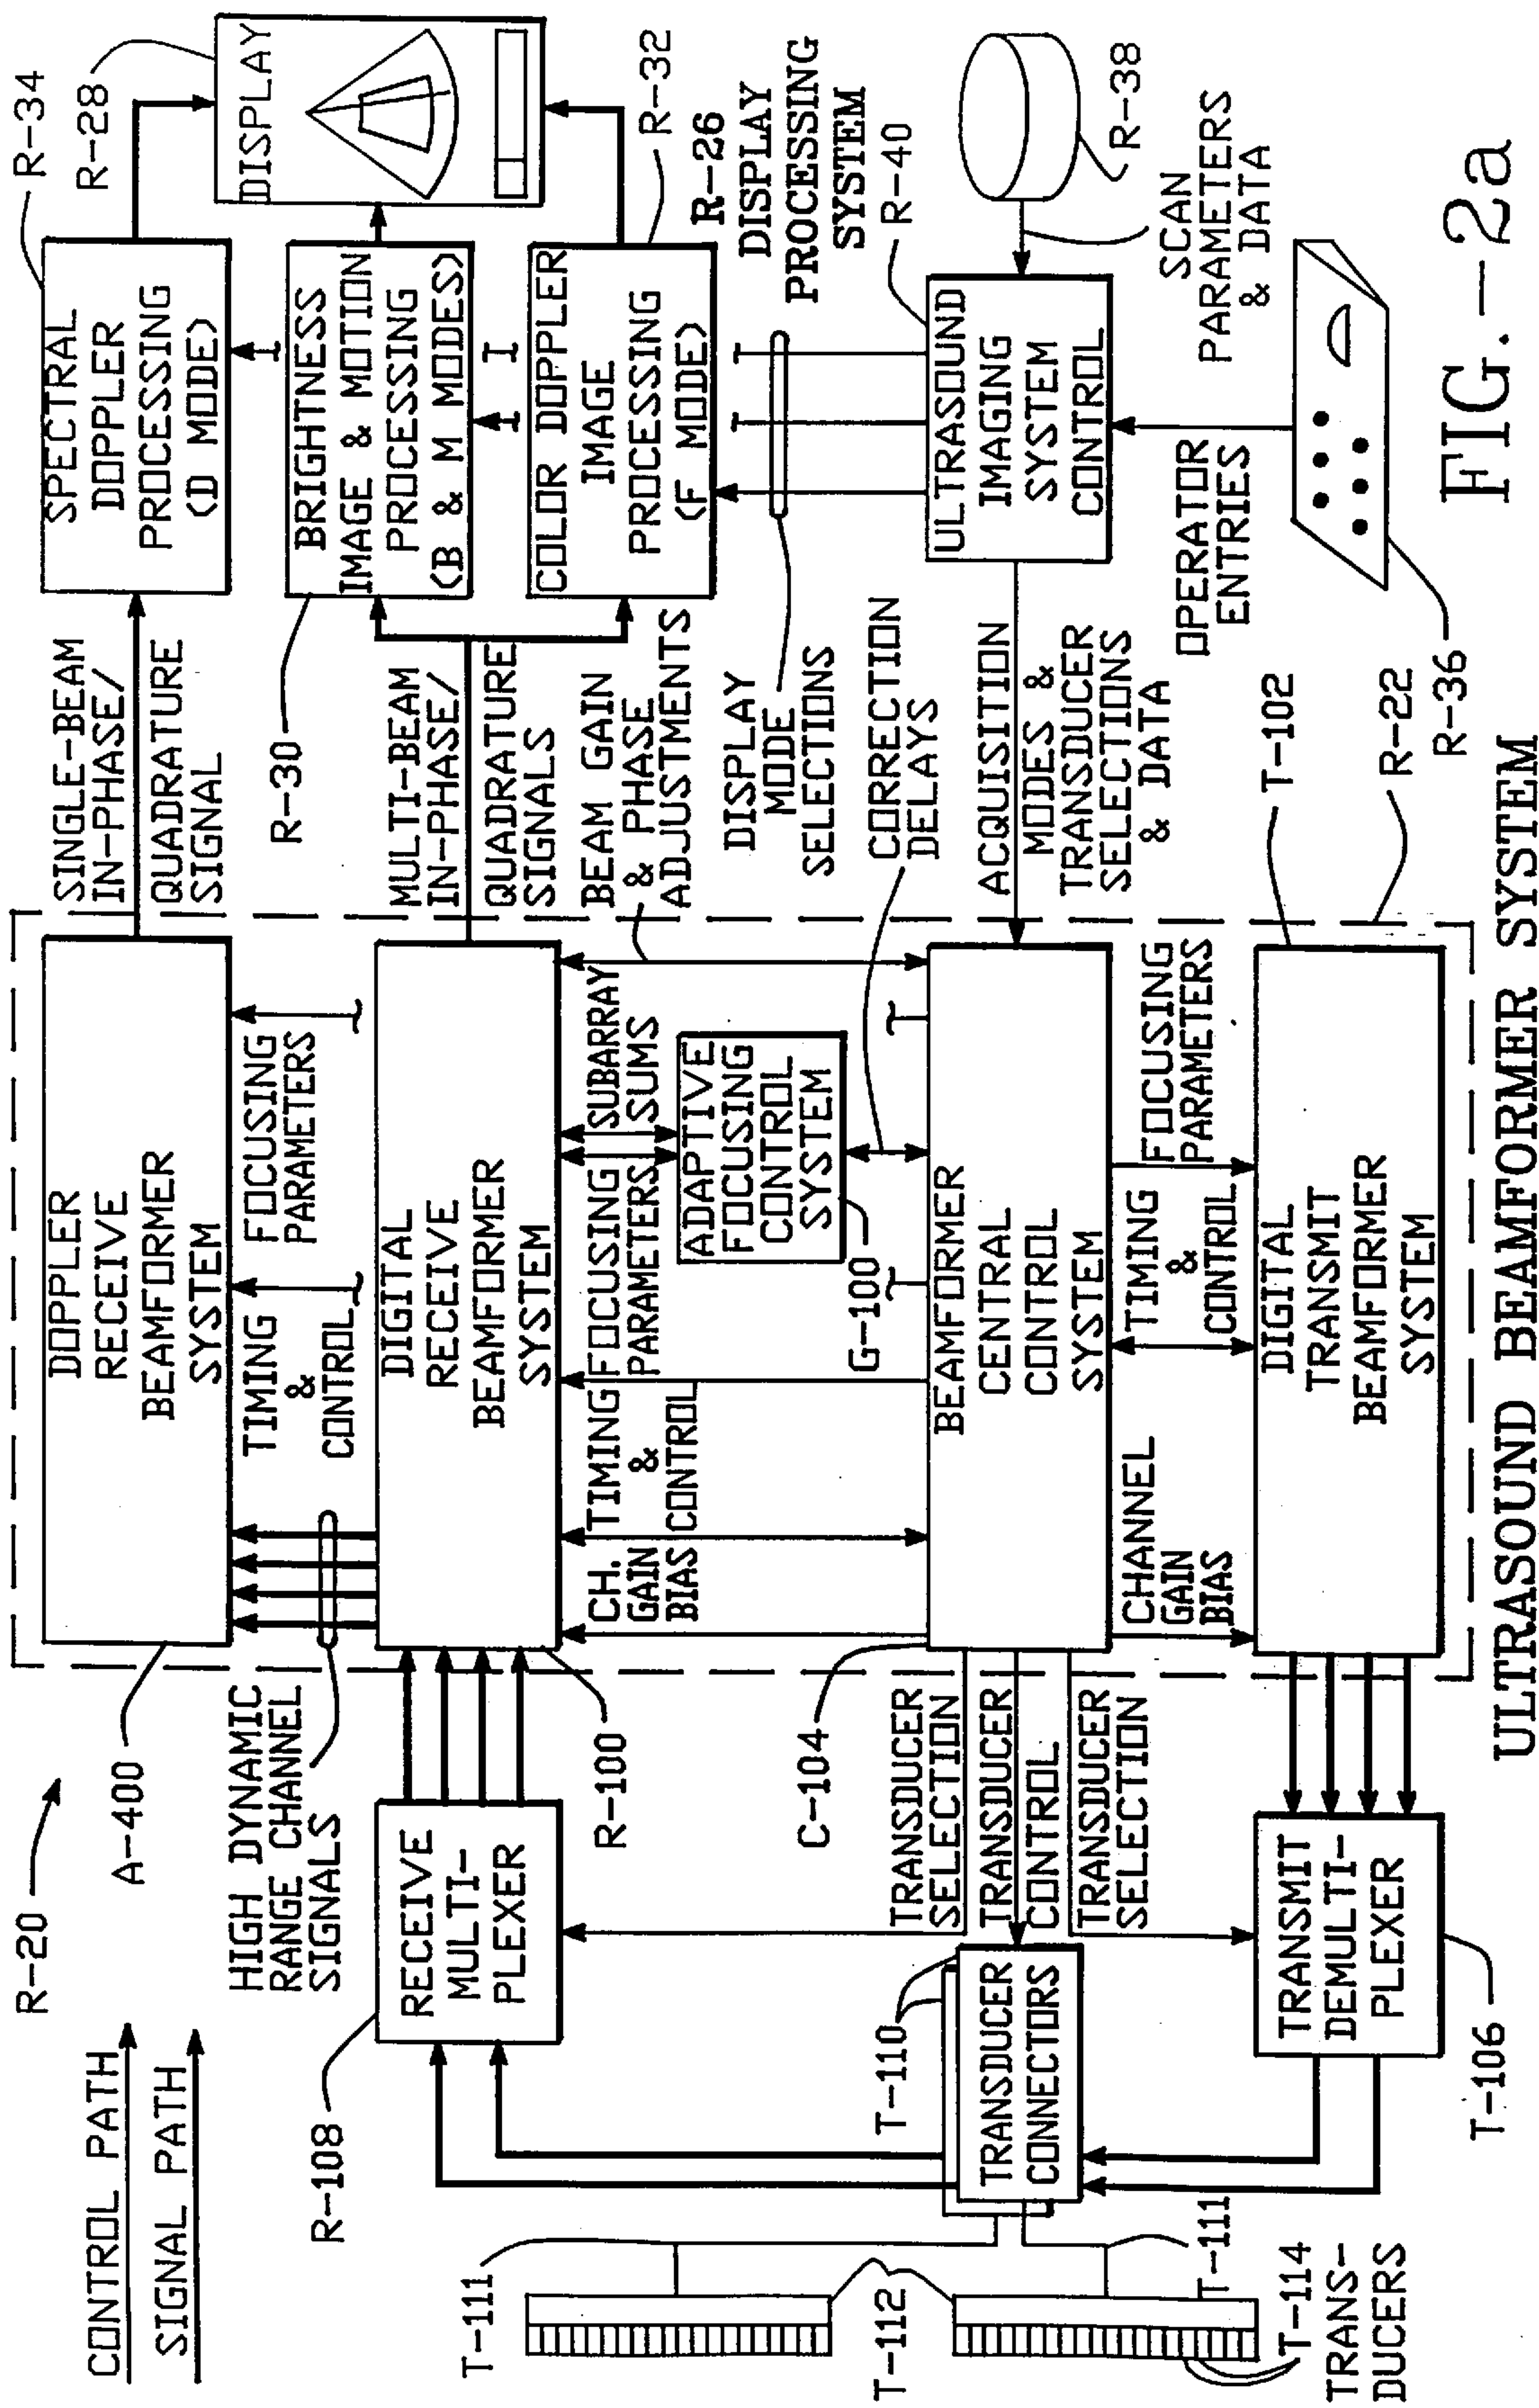 CONTROL PATH
SIGNAL PATH
R-20
A-400
HIGH DYNAMIC
RANGE CHANNEL
SIGNALS
DOPPLER
RECEIVE
BEAMFORMER
SYSTEM
SINGLE-BEAM
IN-PHASE/
QUADRATURE
SIGNAL
SPECTRAL
DOPPLER
PROCESSING
(D MODE)
R-34
R-28
DISPLAY
TIMING
&
CONTROL
FOCUSING
PARAMETERS
R-108
RECEIVE
MULTI-
PLEXER
R-100
DIGITAL
RECEIVE
BEAMFORMER
SYSTEM
R-30
MULTI-BEAM
IN-PHASE/
QUADRATURE
SIGNALS
BRIGHTNESS
IMAGE & MOTION
PROCESSING
(B & M MODES)
COLOR DOPPLER
IMAGE
PROCESSING
(F MODE)
R-32
R-26
DISPLAY
PROCESSING
SYSTEM
BEAM GAIN
& PHASE
ADJUSTMENTS
DISPLAY
MODE
SELECTIONS
CH.
GAIN
BIAS
TIMING
&
CONTROL
FOCUSING
PARAMETERS
SUBARRAY
SUMS
ADAPTIVE
FOCUSING
CONTROL
SYSTEM
G-100
CORRECTION
DELAYS
C-104
BEAMFORMER
CENTRAL
CONTROL
SYSTEM
ACQUISITION
MODES &
TRANSDUCER
SELECTIONS
& DATA
ULTRASOUND
IMAGING
SYSTEM
CONTROL
R-40
R-38
SCAN
PARAMETERS
& DATA
OPERATOR
ENTRIES
R-36
TRANSDUCER
SELECTION
TRANSDUCER
CONTROL
TRANSDUCER
SELECTION
T-110
TRANSDUCER
CONNECTORS
T-111
T-112
T-111
T-114
TRANS-
DUCERS
CHANNEL
GAIN
BIAS
TIMING
&
CONTROL
FOCUSING
PARAMETERS
T-102
R-22
DIGITAL
TRANSMIT
BEAMFORMER
SYSTEM
TRANSMIT
DEMULTI-
PLEXER
T-106
ULTRASOUND BEAMFORMER SYSTEM
FIG.-2a